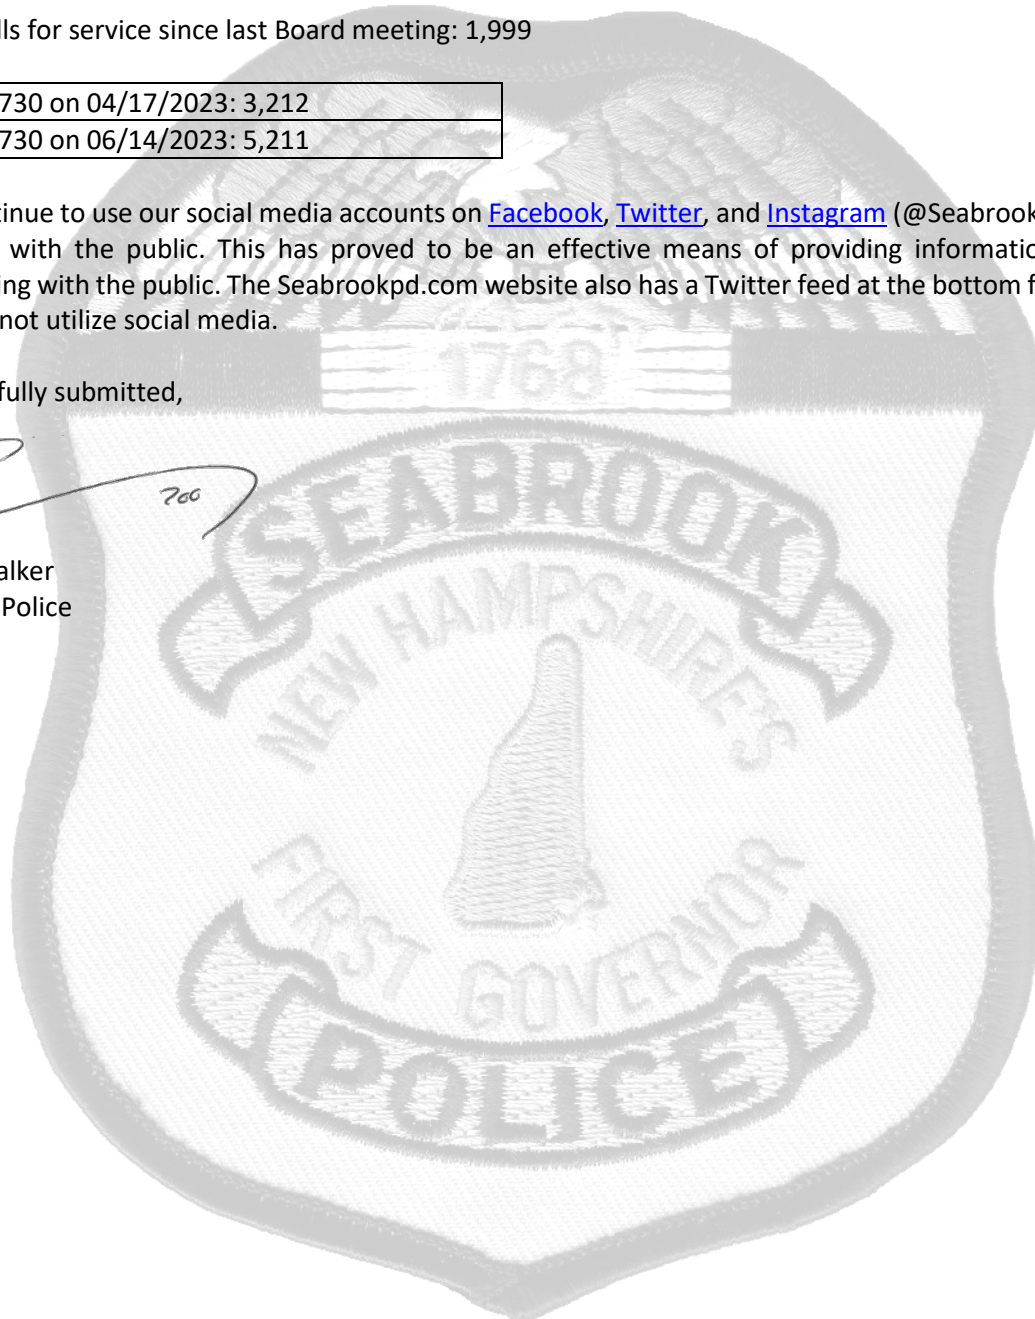 lls for service since last Board meeting: 1,999
730 on 04/17/2023: 3,212
730 on 06/14/2023: 5,211
tinue to use our social media accounts on Facebook, Twitter, and Instagram (@Seabrook
with the public. This has proved to be an effective means of providing informatio
ing with the public. The Seabrookpd.com website also has a Twitter feed at the bottom f
not utilize social media.
1768
fully submitted,
SEABROOK
alker
Police
NEW HAMPSHIRE'S
FIRST GOVERNOR
POLICE